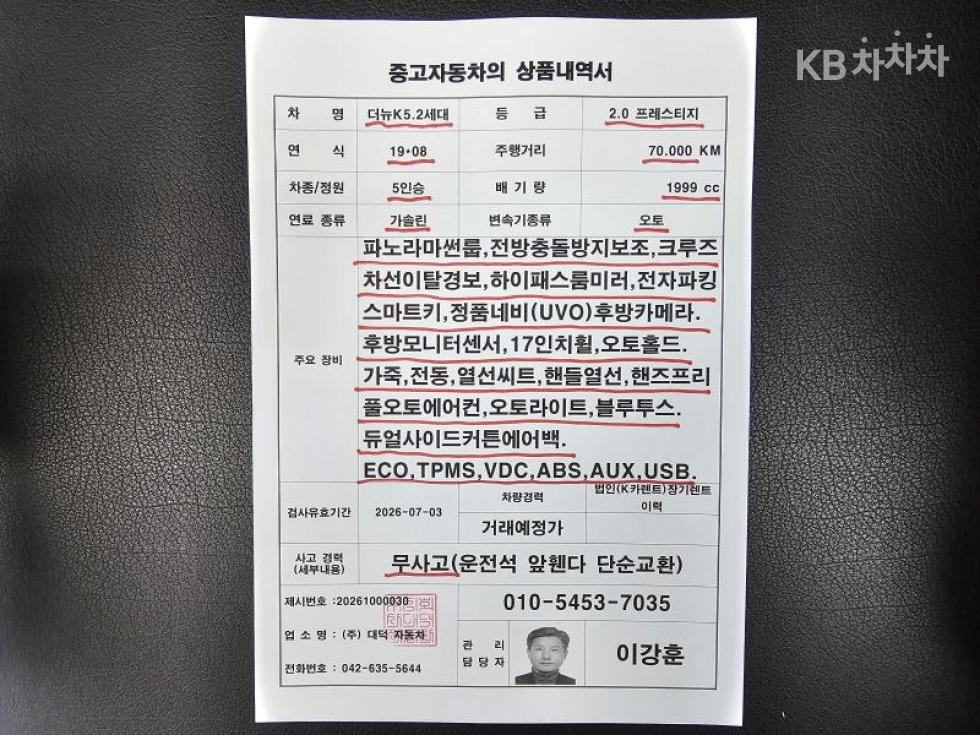 KB차차차
중고자동차의 상품내역서
차 명 더뉴K5.2세대 등 급 2.0 프레스티지
연 식 19*08 주행거리 70.000 KM
차종/정원 5인승 배 기 량 1999 cc
연료 종류 가솔린 변속기종류 오토
주요 장비
파노라마썬룹,전방충돌방지보조,크루즈
차선이탈경보,하이패스룸미러,전자파킹
스마트키,정품네비(UVO)후방카메라.
후방모니터센서,17인치휠,오토홀드.
가죽,전동,열선씨트,핸들열선,핸즈프리
풀오토에어컨,오토라이트,블루투스.
듀얼사이드커튼에어백.
ECO,TPMS,VDC,ABS,AUX,USB.
검사유효기간 2026-07-03 차량경력 법인(K카렌트)장기렌트
이력
거래예정가
사고 경력
(세부내용)
무사고(운전석 앞휀다 단순교환)
제시번호 :20261000030
010-5453-7035
업 소 명 : (주) 대덕 자동차
전화번호 : 042-635-5644
관 리
담 당 자
이강훈